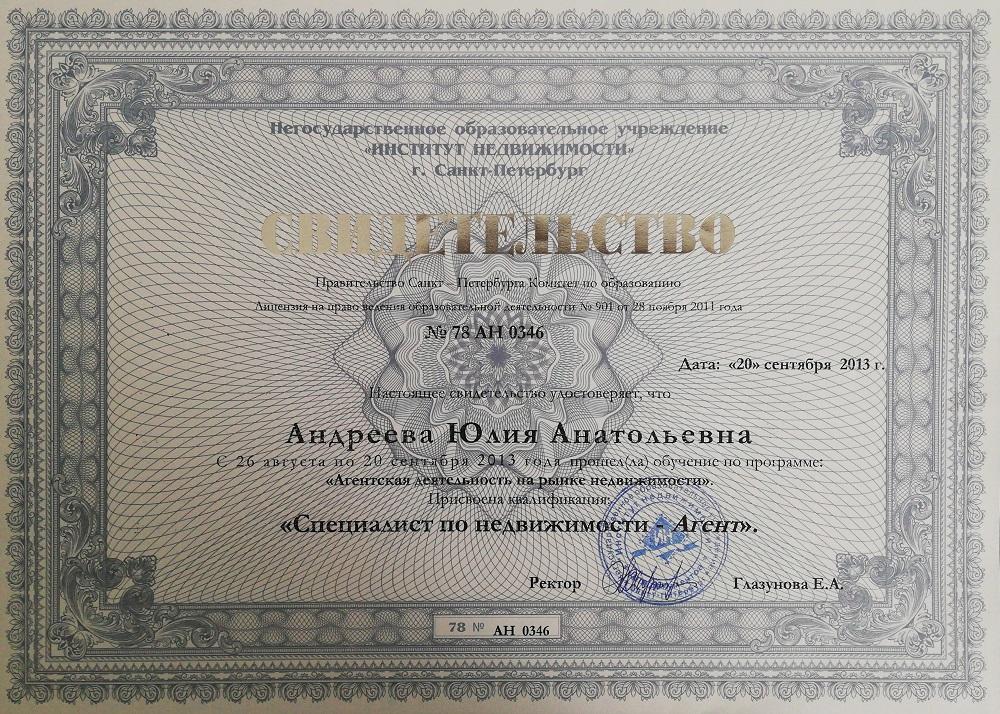 Негосударственное образовательное учреждение
«ИНСТИТУТ НЕДВИЖИМОСТИ»
г. Санкт-Петербург
СВИДЕТЕЛЬСТВО
Правительство Санкт – Петербурга Комитет по образованию
Лицензия на право ведения образовательной деятельности № 901 от 28 ноября 2011 года
№ 78 АН 0346
Дата: «20» сентября 2013 г.
Настоящее свидетельство удостоверяет, что
Андреева Юлия Анатольевна
С 26 августа по 20 сентября 2013 года прошел(ла) обучение по программе:
«Агентская деятельность на рынке недвижимости».
Присвоена квалификация:
«Специалист по недвижимости - Агент».
Ректор Глазунова Е.А.
78 № АН 0346